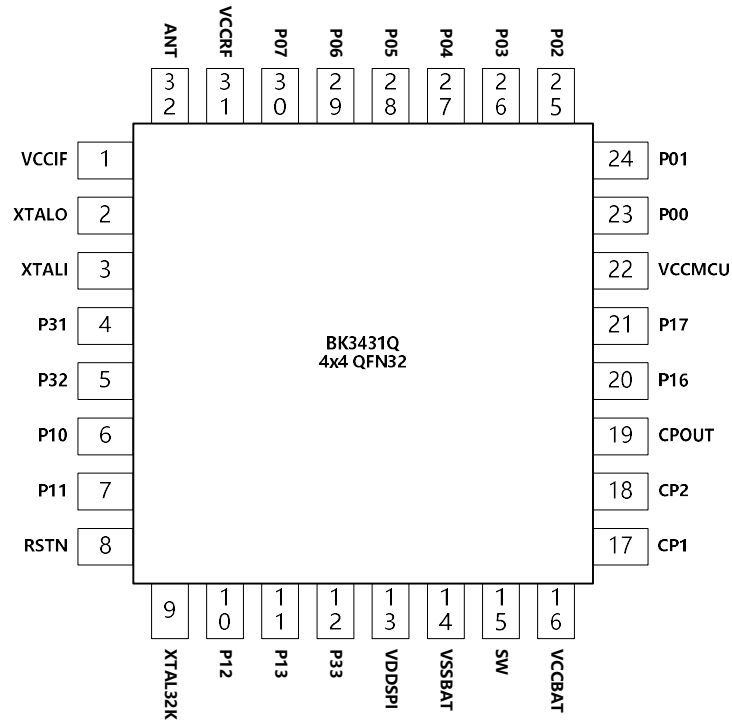 ANT
VCCRF
P07
P06
P05
P04
P03
P02
32
31
30
29
28
27
26
25
VCCIF 1
XTALO 2
XTALI 3
P31 4
P32 5
P10 6
P11 7
RSTN 8
BK3431Q
4x4 QFN32
24 P01
23 P00
22 VCCMCU
21 P17
20 P16
19 CPOUT
18 CP2
17 CP1
9
10
11
12
13
14
15
16
XTAL32K
P12
P13
P33
VDDSPI
VSSBAT
SW
VCCBAT